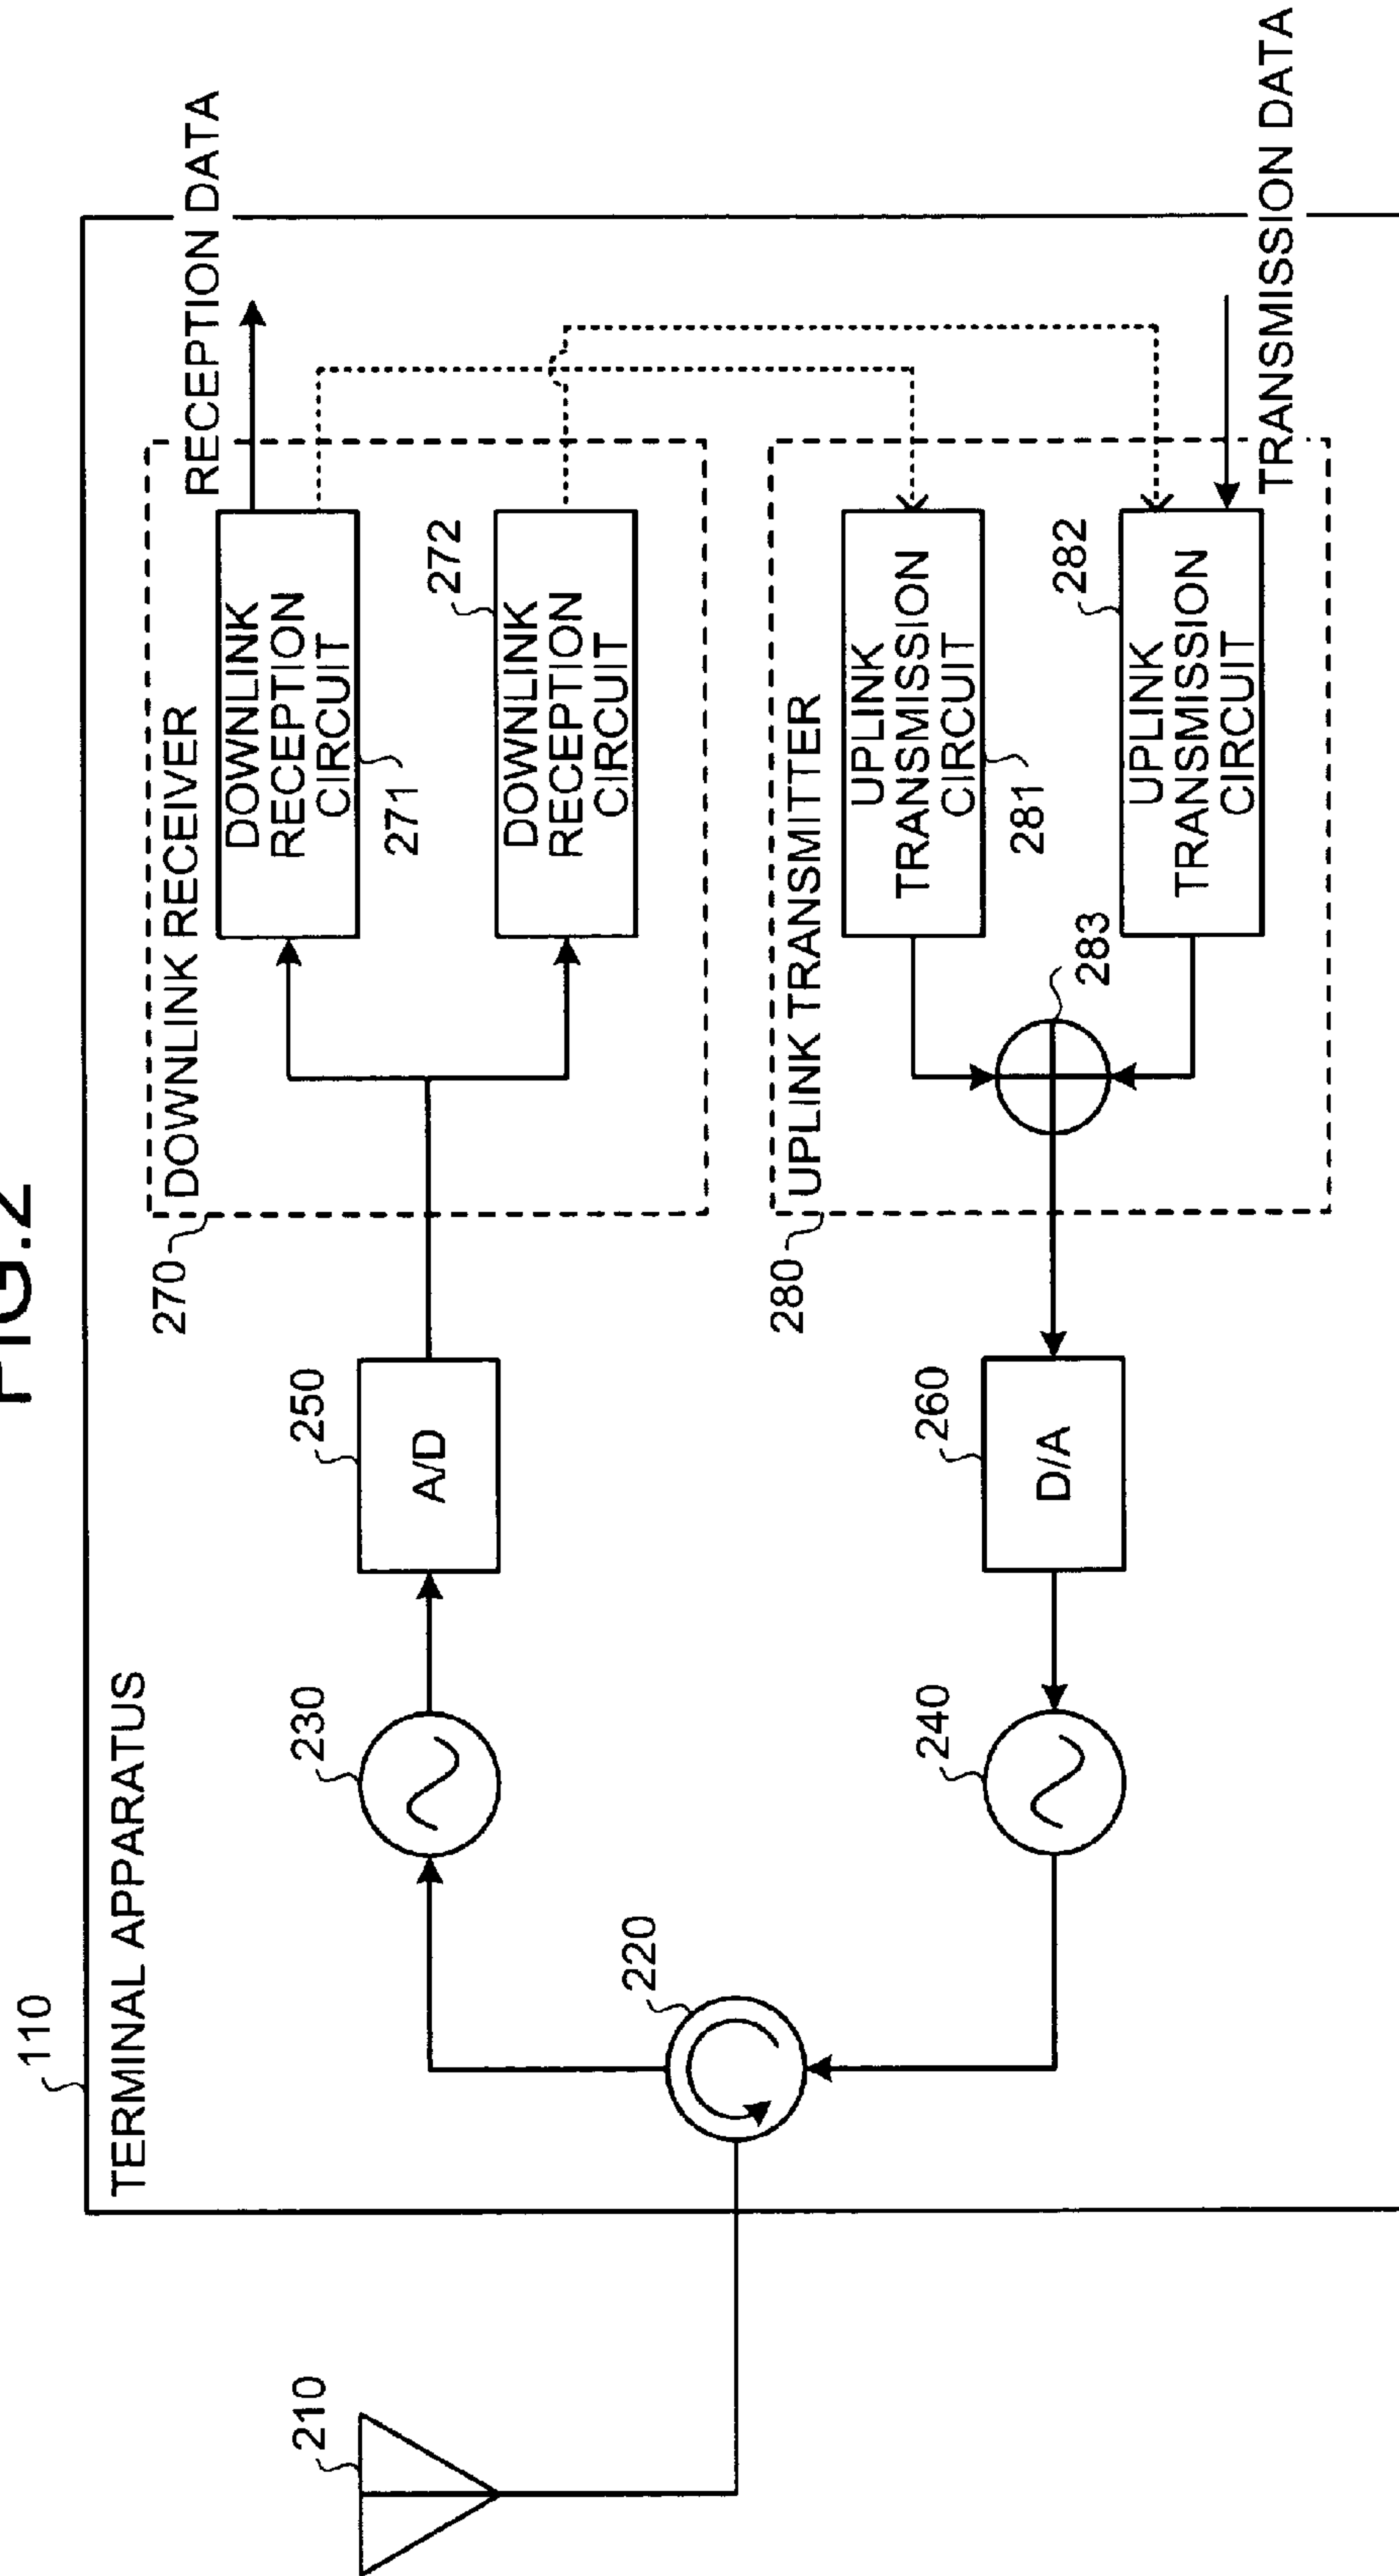 FIG.2
110
TERMINAL APPARATUS
210
220
230
240
250
A/D
260
D/A
270
DOWNLINK RECEIVER
DOWNLINK
RECEPTION
CIRCUIT
271
DOWNLINK
RECEPTION
CIRCUIT
272
RECEPTION DATA
280
UPLINK TRANSMITTER
UPLINK
TRANSMISSION
CIRCUIT
281
UPLINK
TRANSMISSION
CIRCUIT
282
283
TRANSMISSION DATA